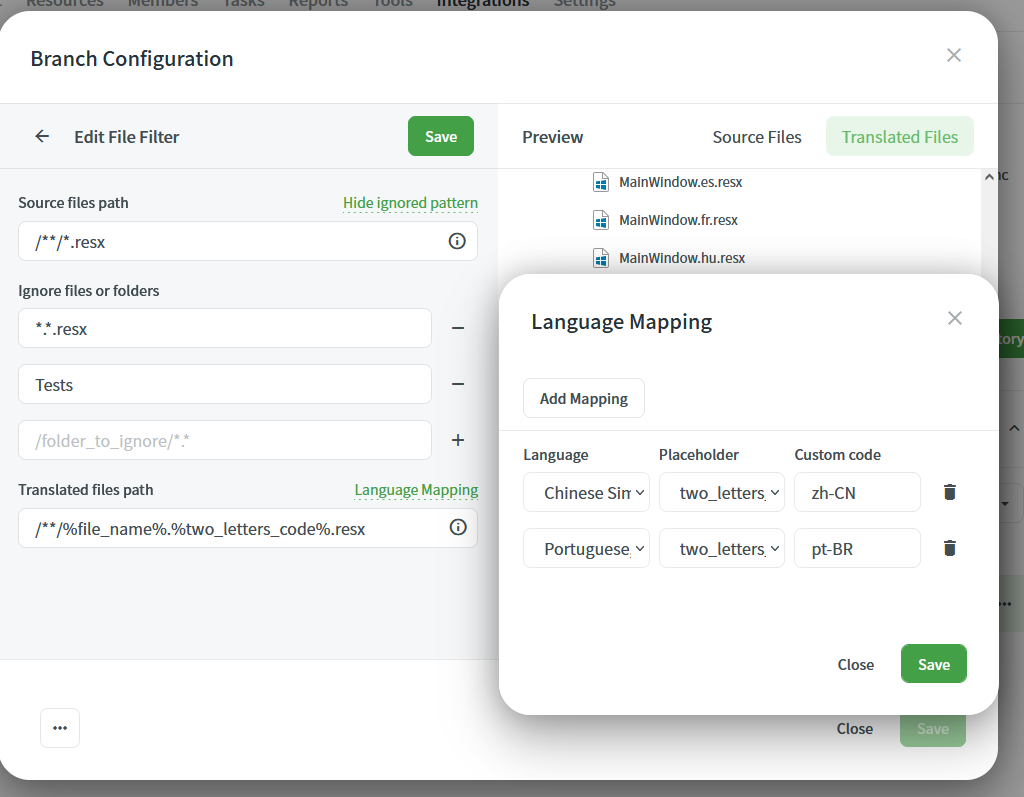 Resources Members Tasks Reports Tools Integrations Settings
Branch Configuration
Edit File Filter
Save
Preview
Source Files
Translated Files
Source files path
Hide ignored pattern
/**/*.resx
Ignore files or folders
*.*.resx
Tests
/folder_to_ignore/*.*
Translated files path
Language Mapping
/**/%file_name%.%two_letters_code%.resx
MainWindow.es.resx
MainWindow.fr.resx
MainWindow.hu.resx
Language Mapping
Add Mapping
Language Placeholder Custom code
Chinese Sim two_letters_ zh-CN
Portuguese, two_letters_ pt-BR
Close Save
Close Save